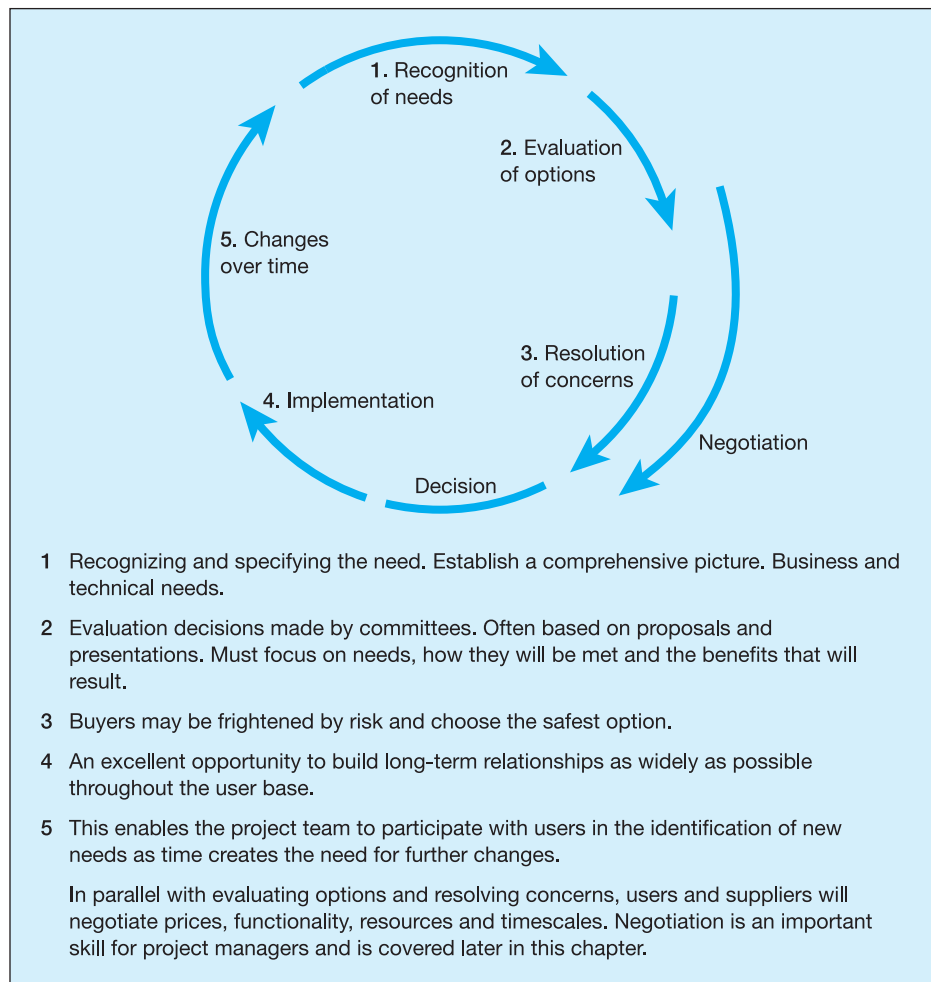 1. Recognition
of needs
2. Evaluation
of options
5. Changes
over time
3. Resolution
of concerns
4. Implementation
Negotiation
Decision
1 Recognizing and specifying the need. Establish a comprehensive picture. Business and
technical needs.
2 Evaluation decisions made by committees. Often based on proposals and
presentations. Must focus on needs, how they will be met and the benefits that will
result.
3 Buyers may be frightened by risk and choose the safest option.
4 An excellent opportunity to build long-term relationships as widely as possible
throughout the user base.
5 This enables the project team to participate with users in the identification of new
needs as time creates the need for further changes.
In parallel with evaluating options and resolving concerns, users and suppliers will
negotiate prices, functionality, resources and timescales. Negotiation is an important
skill for project managers and is covered later in this chapter.